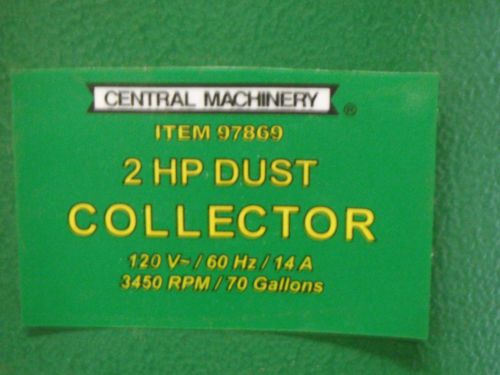 CENTRAL MACHINERY ®
ITEM 97869
2 HP DUST
COLLECTOR
120 V~ / 60 Hz / 14 A
3450 RPM / 70 Gallons